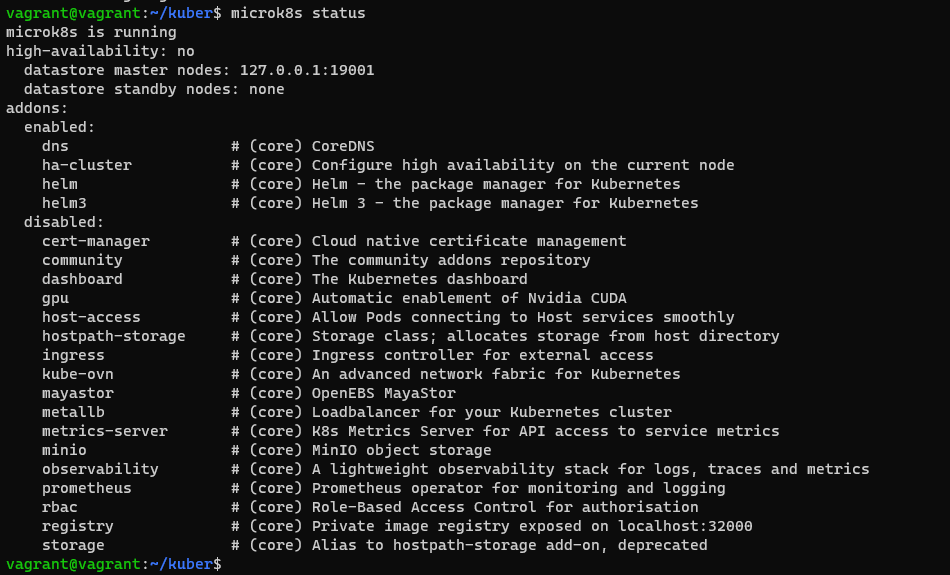 vagrant@vagrant:~/kuber$ microk8s status
microk8s is running
high-availability: no
  datastore master nodes: 127.0.0.1:19001
  datastore standby nodes: none
addons:
  enabled:
    dns                  # (core) CoreDNS
    ha-cluster           # (core) Configure high availability on the current node
    helm                 # (core) Helm - the package manager for Kubernetes
    helm3                # (core) Helm 3 - the package manager for Kubernetes
  disabled:
    cert-manager         # (core) Cloud native certificate management
    community            # (core) The community addons repository
    dashboard            # (core) The Kubernetes dashboard
    gpu                  # (core) Automatic enablement of Nvidia CUDA
    host-access          # (core) Allow Pods connecting to Host services smoothly
    hostpath-storage     # (core) Storage class; allocates storage from host directory
    ingress              # (core) Ingress controller for external access
    kube-ovn             # (core) An advanced network fabric for Kubernetes
    mayastor             # (core) OpenEBS MayaStor
    metallb              # (core) Loadbalancer for your Kubernetes cluster
    metrics-server       # (core) K8s Metrics Server for API access to service metrics
    minio                # (core) MinIO object storage
    observability        # (core) A lightweight observability stack for logs, traces and metrics
    prometheus           # (core) Prometheus operator for monitoring and logging
    rbac                 # (core) Role-Based Access Control for authorisation
    registry             # (core) Private image registry exposed on localhost:32000
    storage              # (core) Alias to hostpath-storage add-on, deprecated
vagrant@vagrant:~/kuber$